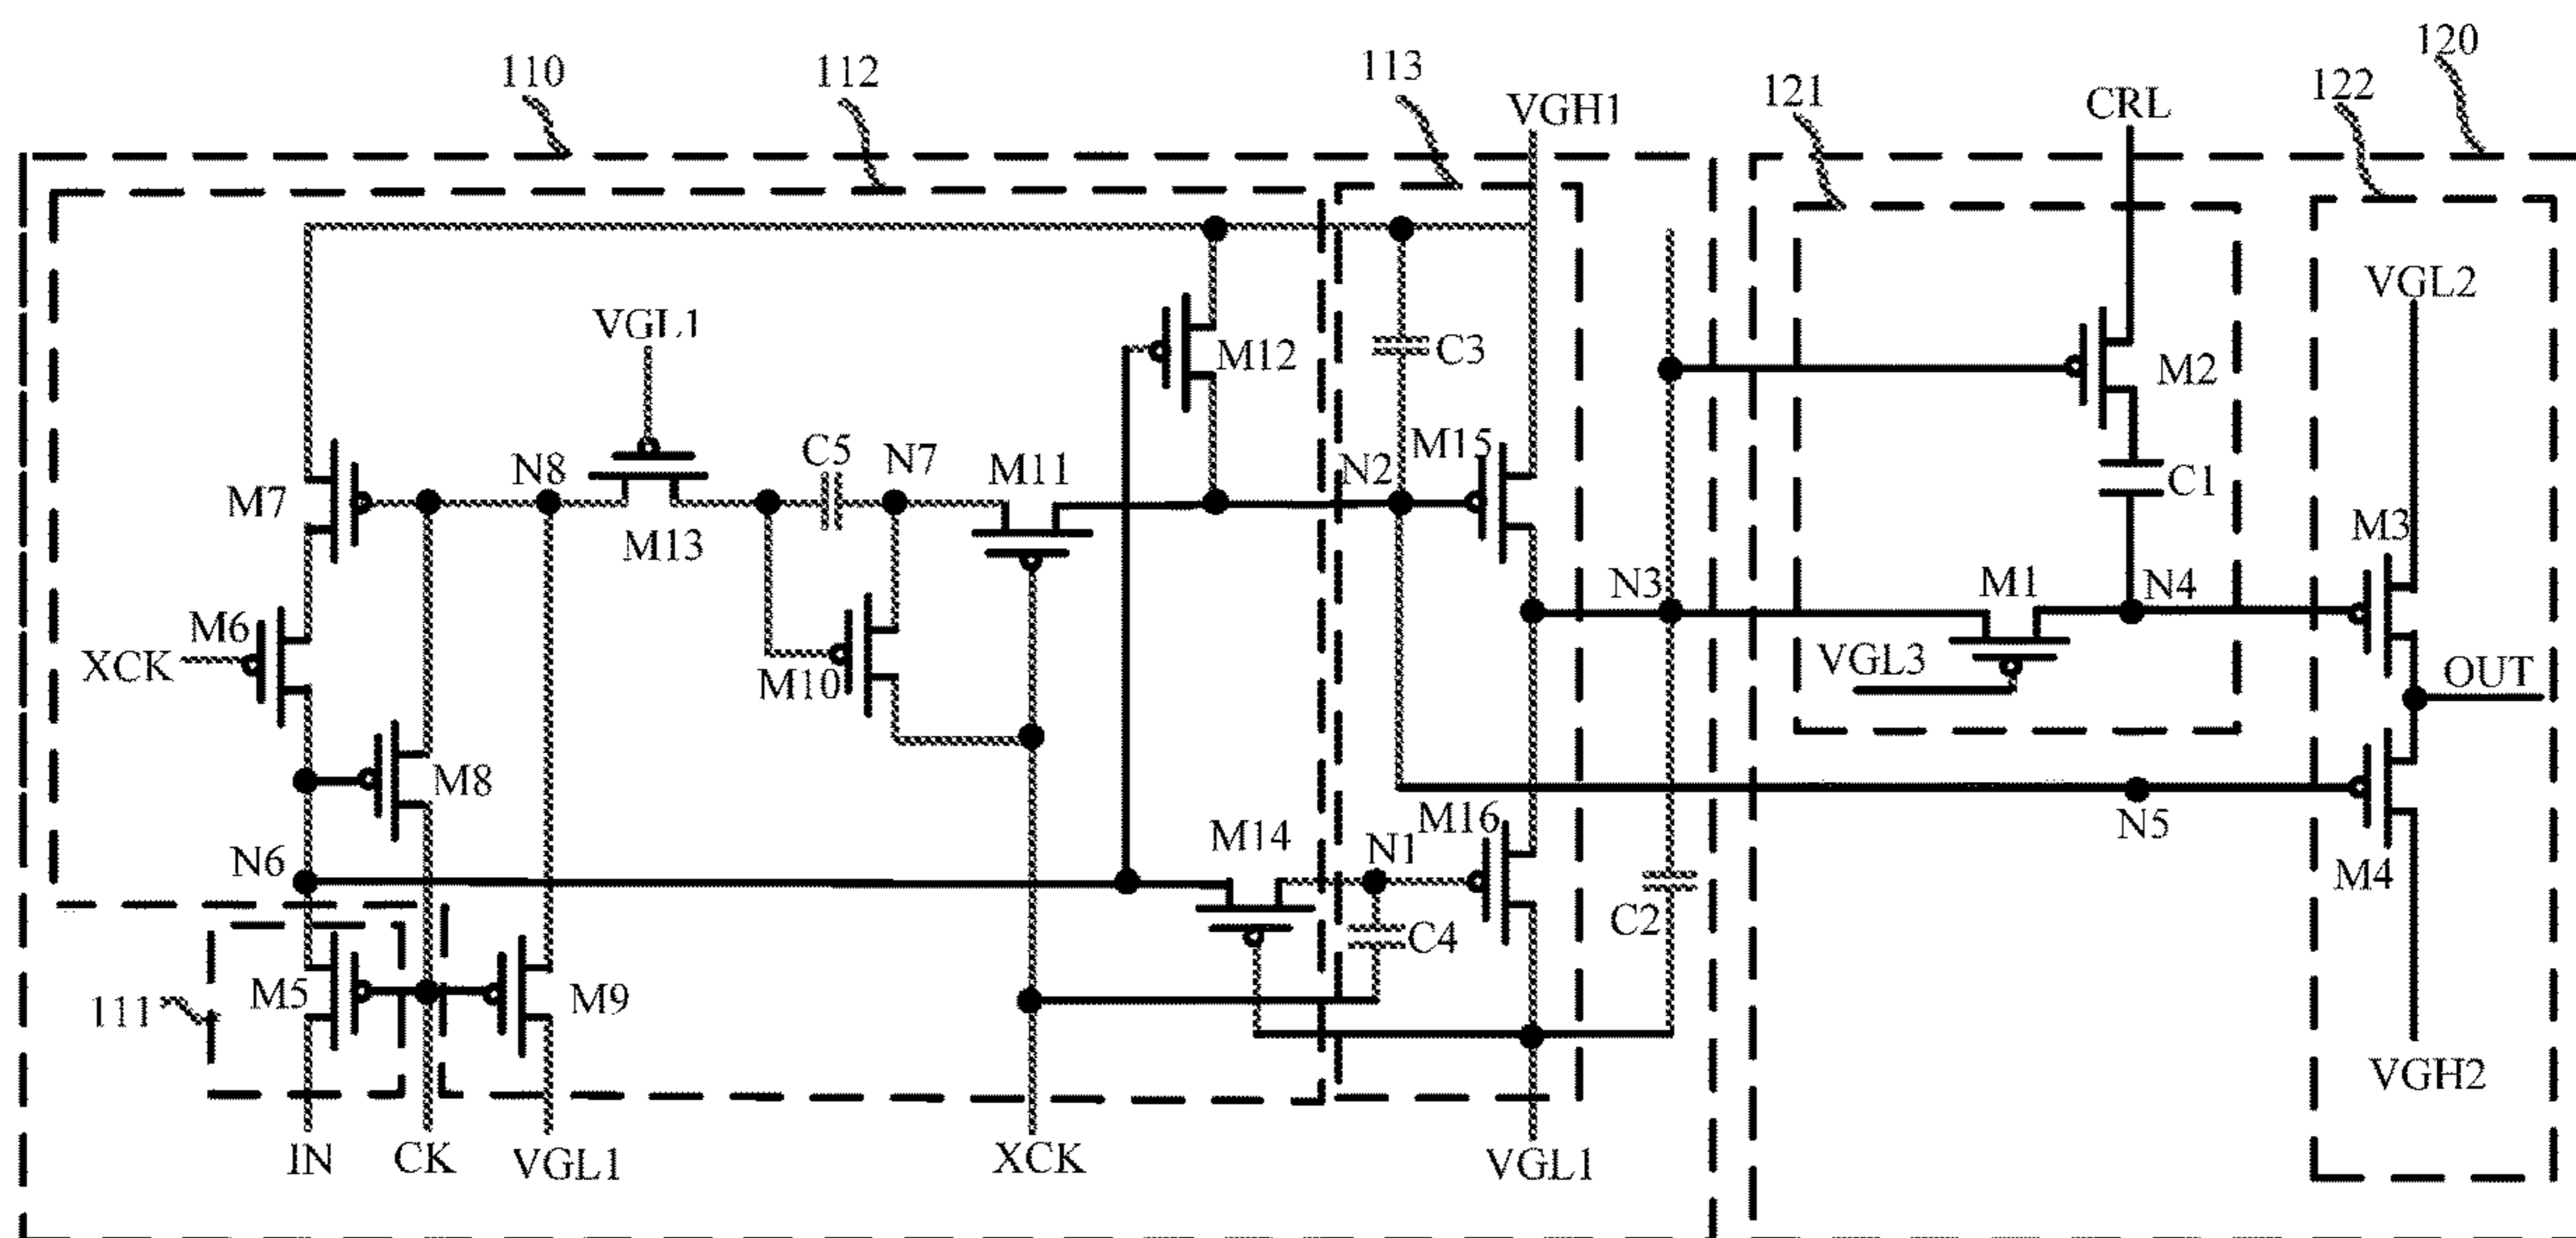 110
112
113
VGH1
121
CRL
122
120
VGL1
M12
C3
M2
VGL2
M7
N8
M13
C5
N7
M11
N2
M15
C1
M3
M6
XCK
M10
N3
M1
N4
VGL3
OUT
M8
N6
M14
N1
M16
N5
M4
111
M5
M9
C4
C2
VGH2
IN
CK
VGL1
XCK
VGL1